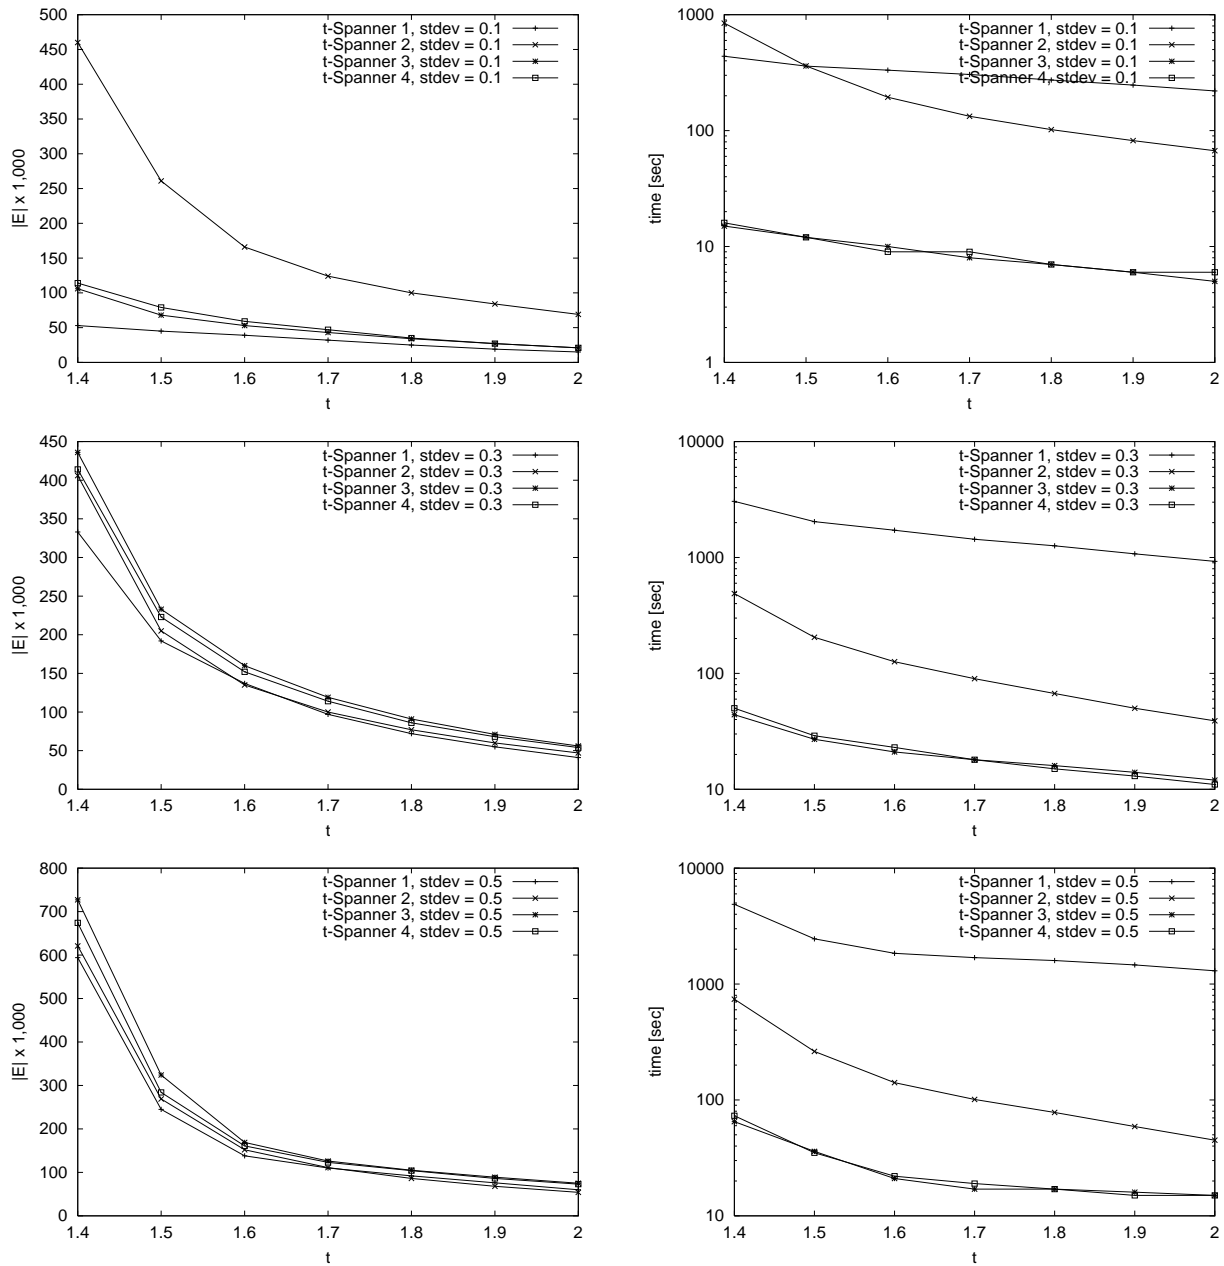 500
450
400
350
300
250
200
150
100
50
0
1.4 1.5 1.6 1.7 1.8 1.9 2
t
|E| x 1,000
t-Spanner 1, stdev = 0.1
t-Spanner 2, stdev = 0.1
t-Spanner 3, stdev = 0.1
t-Spanner 4, stdev = 0.1
1000
100
10
1
1.4 1.5 1.6 1.7 1.8 1.9 2
t
time [sec]
t-Spanner 1, stdev = 0.1
t-Spanner 2, stdev = 0.1
t-Spanner 3, stdev = 0.1
t-Spanner 4, stdev = 0.1
450
400
350
300
250
200
150
100
50
0
1.4 1.5 1.6 1.7 1.8 1.9 2
t
|E| x 1,000
t-Spanner 1, stdev = 0.3
t-Spanner 2, stdev = 0.3
t-Spanner 3, stdev = 0.3
t-Spanner 4, stdev = 0.3
10000
1000
100
10
1.4 1.5 1.6 1.7 1.8 1.9 2
t
time [sec]
t-Spanner 1, stdev = 0.3
t-Spanner 2, stdev = 0.3
t-Spanner 3, stdev = 0.3
t-Spanner 4, stdev = 0.3
800
700
600
500
400
300
200
100
0
1.4 1.5 1.6 1.7 1.8 1.9 2
t
|E| x 1,000
t-Spanner 1, stdev = 0.5
t-Spanner 2, stdev = 0.5
t-Spanner 3, stdev = 0.5
t-Spanner 4, stdev = 0.5
10000
1000
100
10
1.4 1.5 1.6 1.7 1.8 1.9 2
t
time [sec]
t-Spanner 1, stdev = 0.5
t-Spanner 2, stdev = 0.5
t-Spanner 3, stdev = 0.5
t-Spanner 4, stdev = 0.5